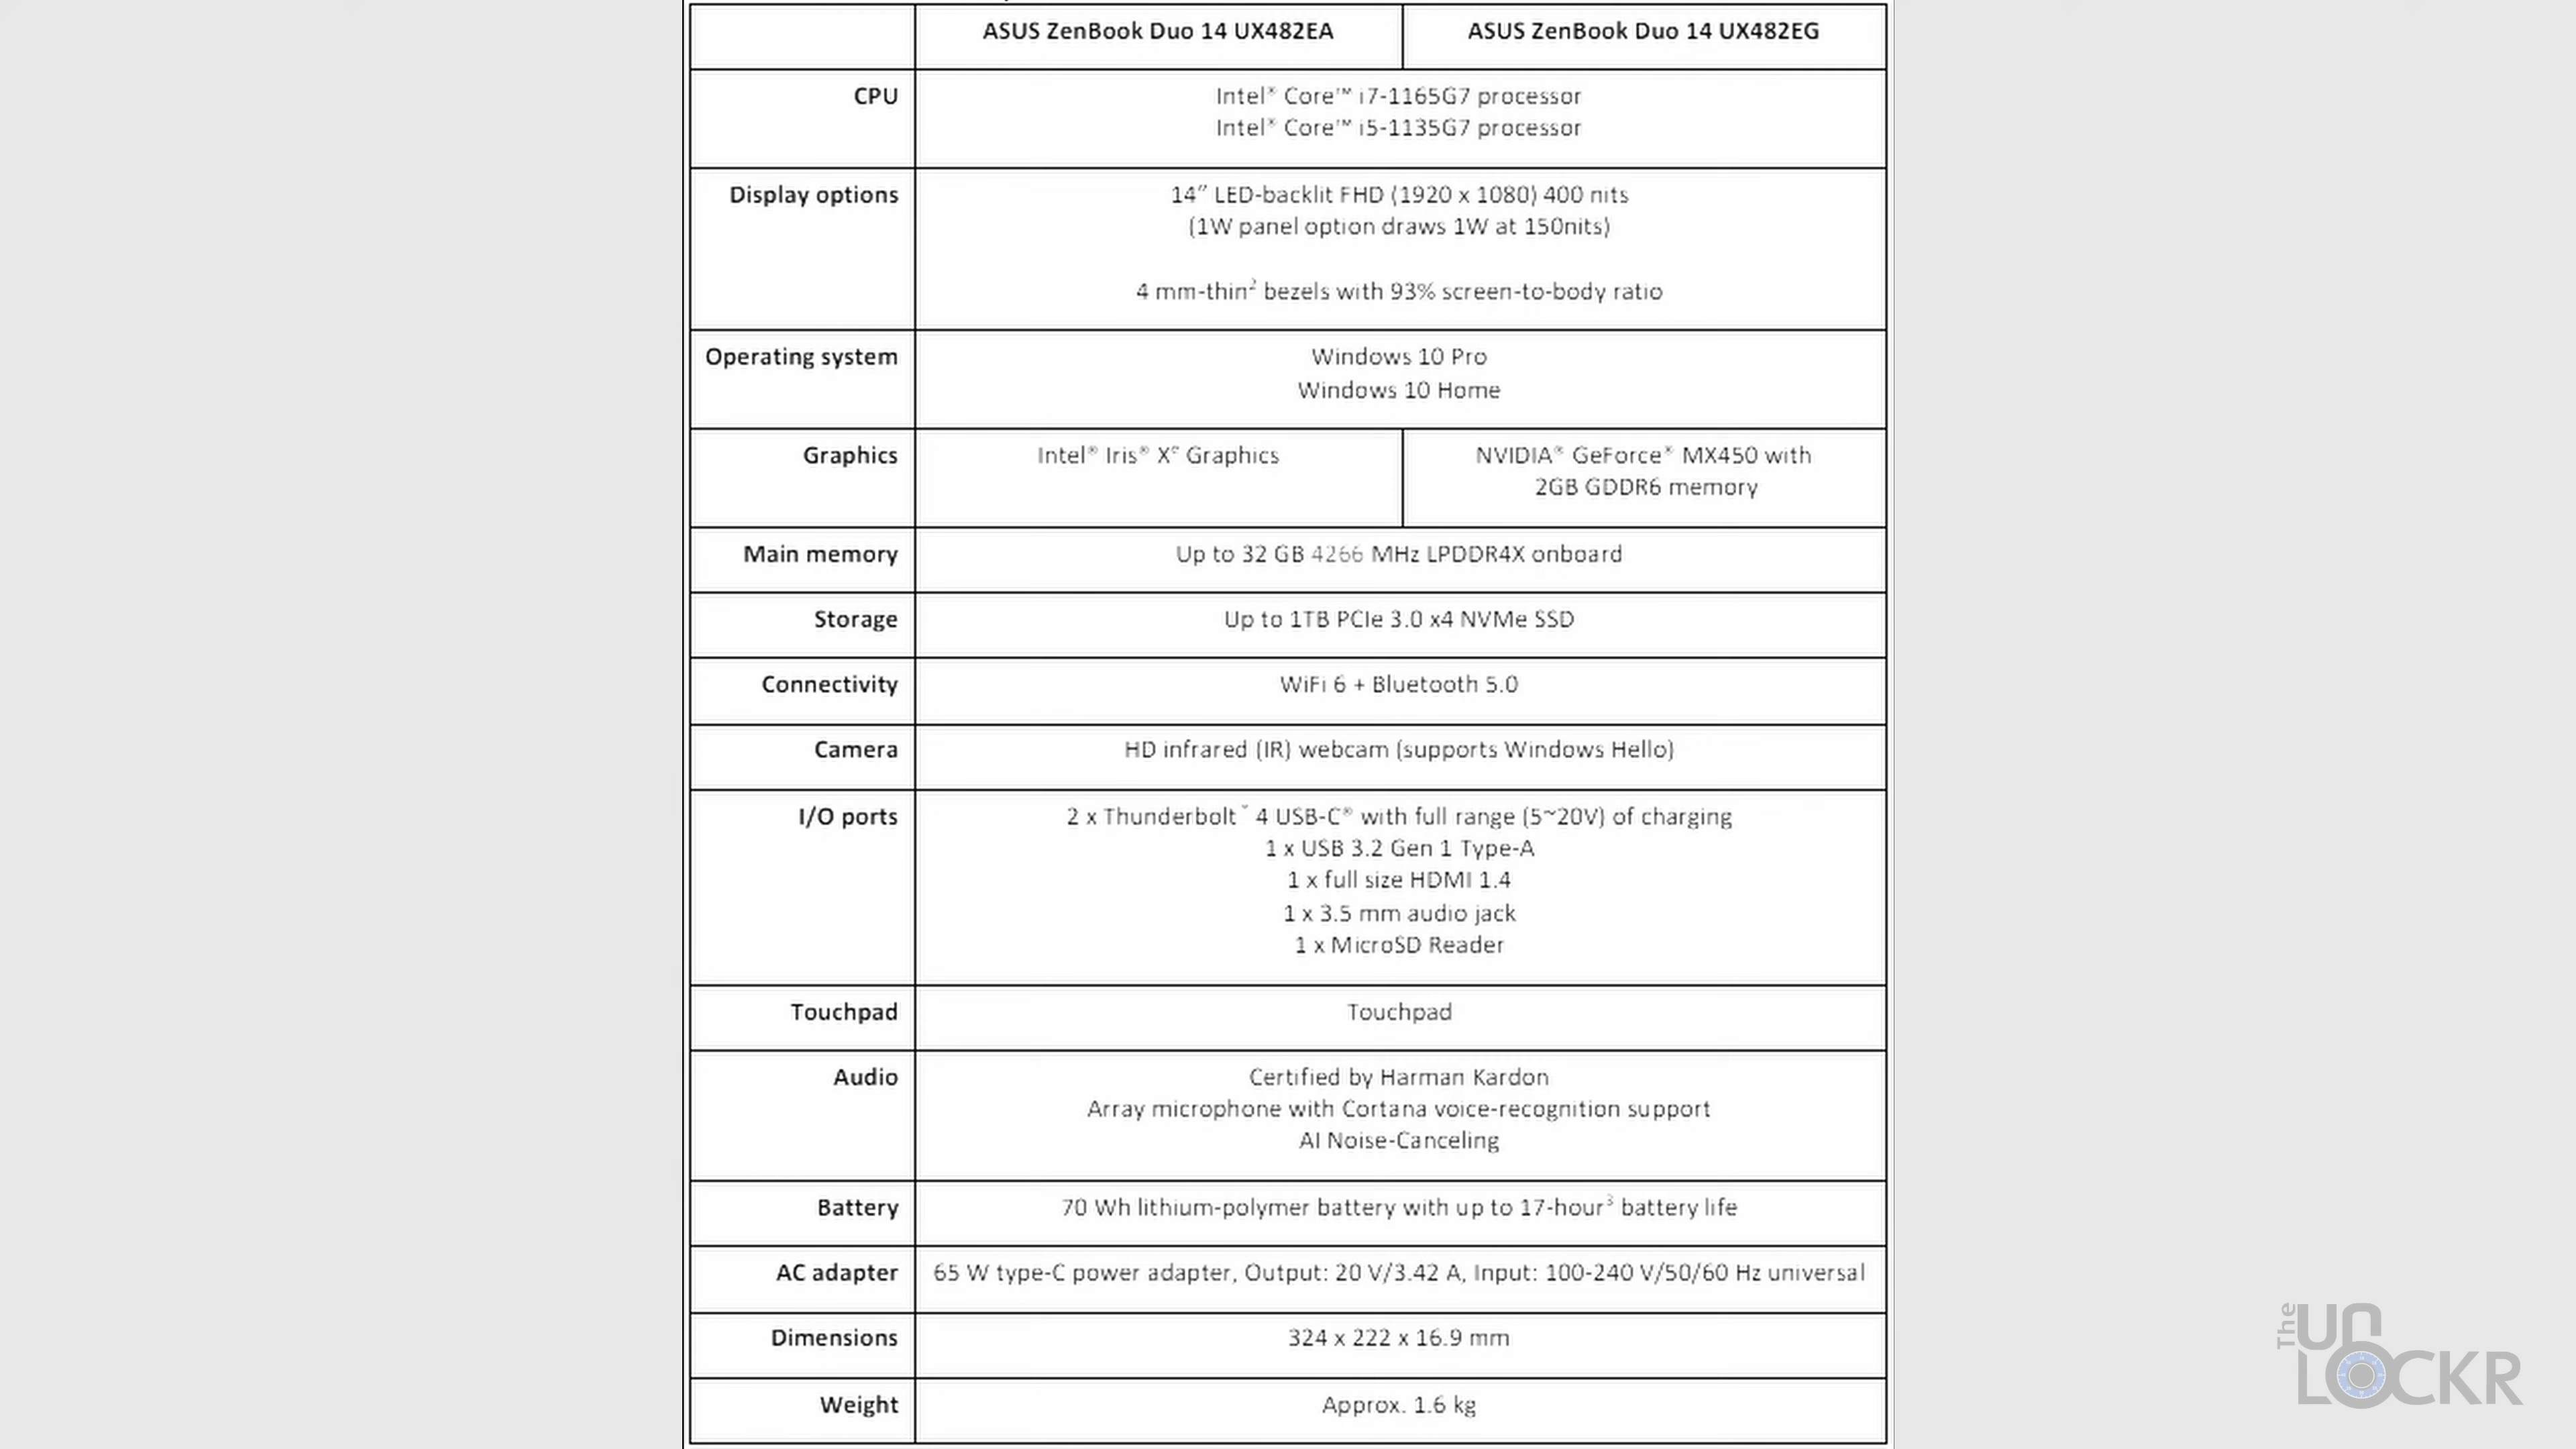 ASUS ZenBook Duo 14 UX482EA ASUS ZenBook Duo 14 UX482EG
CPU Intel® Core™ i7-1165G7 processor
Intel® Core™ i5-1135G7 processor
Display options 14” LED-backlit FHD (1920 x 1080) 400 nits
(1W panel option draws 1W at 150nits)
4 mm-thin² bezels with 93% screen-to-body ratio
Operating system Windows 10 Pro
Windows 10 Home
Graphics Intel® Iris® Xᵉ Graphics NVIDIA® GeForce® MX450 with
2GB GDDR6 memory
Main memory Up to 32 GB 4266 MHz LPDDR4X onboard
Storage Up to 1TB PCIe 3.0 x4 NVMe SSD
Connectivity WiFi 6 + Bluetooth 5.0
Camera HD infrared (IR) webcam (supports Windows Hello)
I/O ports 2 x Thunderbolt™ 4 USB-C® with full range (5~20V) of charging
1 x USB 3.2 Gen 1 Type-A
1 x full size HDMI 1.4
1 x 3.5 mm audio jack
1 x MicroSD Reader
Touchpad Touchpad
Audio Certified by Harman Kardon
Array microphone with Cortana voice-recognition support
AI Noise-Canceling
Battery 70 Wh lithium-polymer battery with up to 17-hour³ battery life
AC adapter 65 W type-C power adapter, Output: 20 V/3.42 A, Input: 100-240 V/50/60 Hz universal
Dimensions 324 x 222 x 16.9 mm
Weight Approx. 1.6 kg
The UnLOCKR